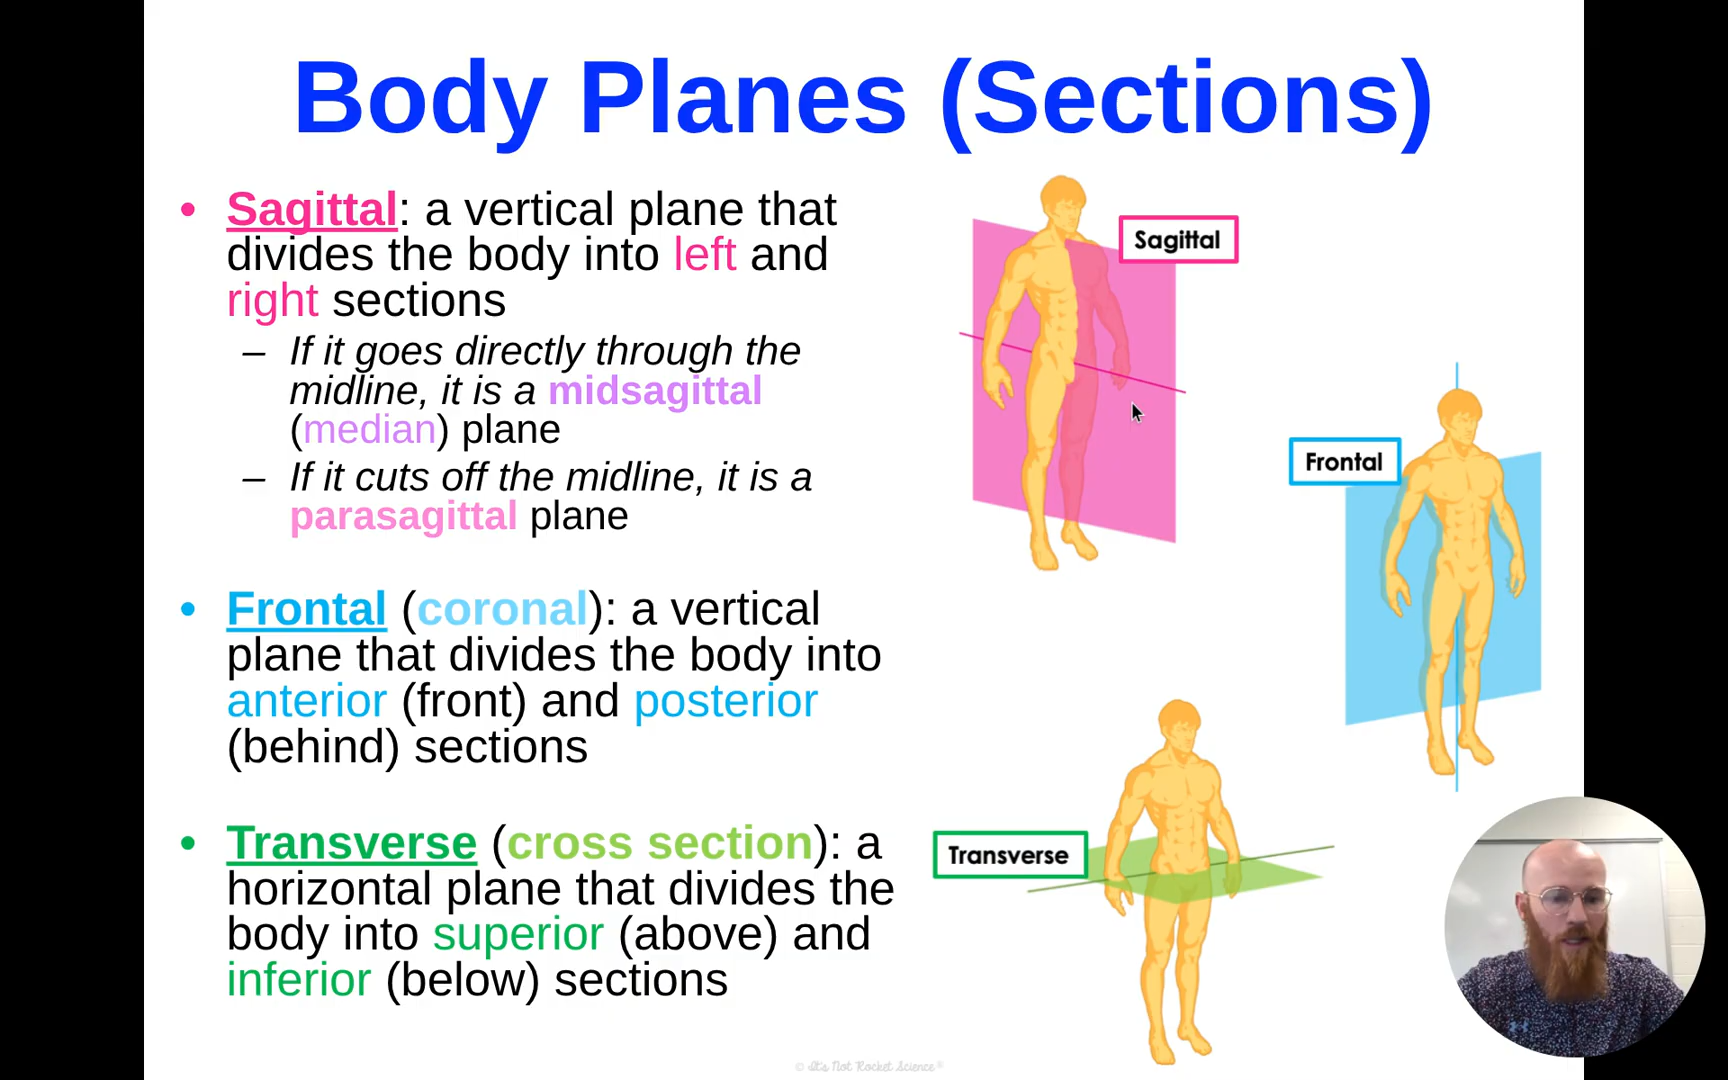 Body Planes (Sections)
• Sagittal: a vertical plane that
divides the body into left and
right sections
– If it goes directly through the
midline, it is a midsagittal
(median) plane
– If it cuts off the midline, it is a
parasagittal plane
• Frontal (coronal): a vertical
plane that divides the body into
anterior (front) and posterior
(behind) sections
• Transverse (cross section): a
horizontal plane that divides the
body into superior (above) and
inferior (below) sections
Sagittal
Frontal
Transverse
© It's Not Rocket Science®